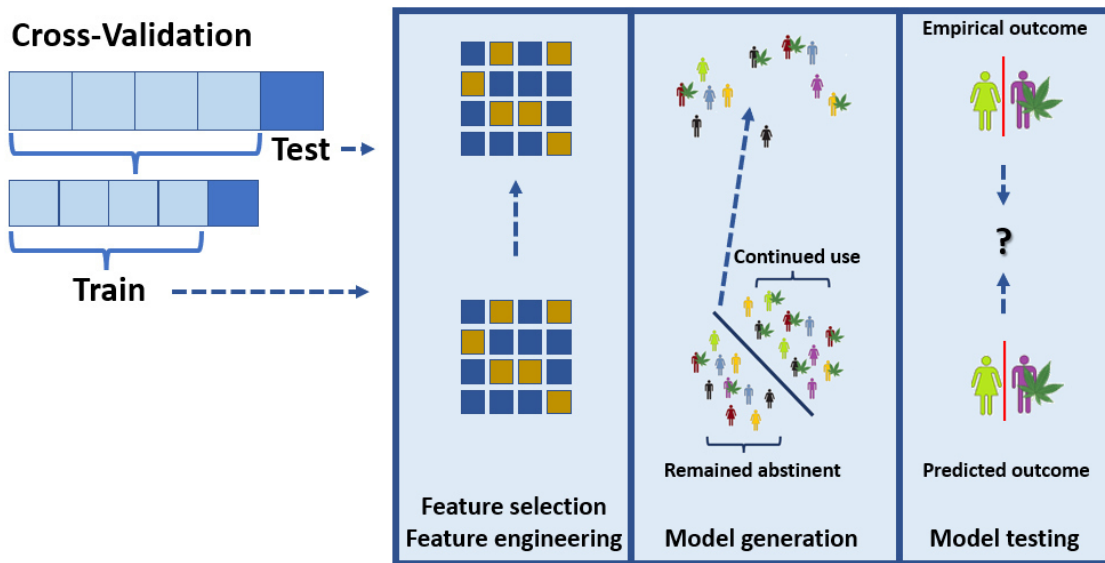 Cross-Validation
Test
Train
Feature selection
Feature engineering
Continued use
Remained abstinent
Model generation
Empirical outcome
?
Predicted outcome
Model testing